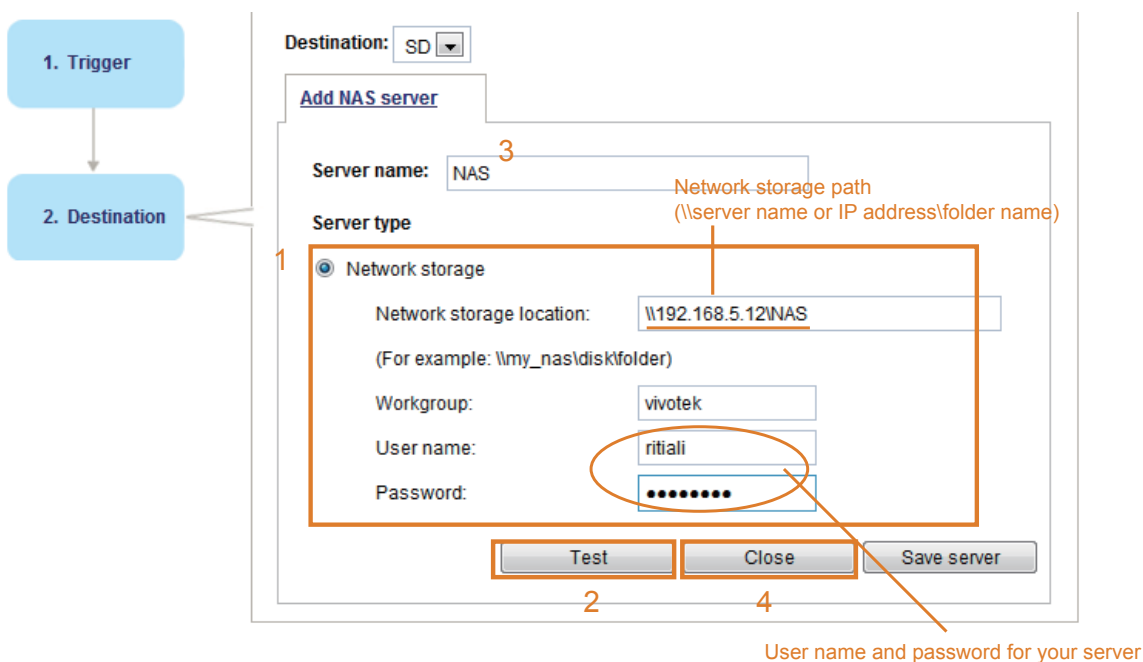 1. Trigger
2. Destination
Destination: SD
Add NAS server
3
Server name: NAS
Network storage path
(\\server name or IP address\folder name)
Server type
1
Network storage
Network storage location: \\192.168.5.12\NAS
(For example: \\my_nas\disk\folder)
Workgroup: vivotek
User name: ritiali
Password: ●●●●●●●●
Test Close Save server
2 4
User name and password for your server